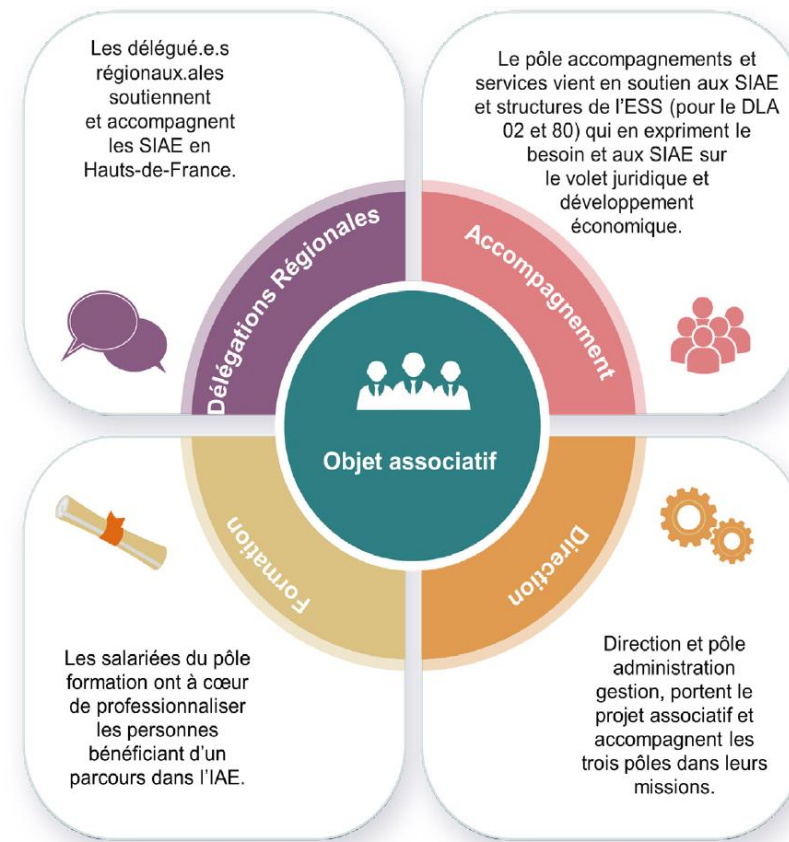 Les délégué.e.s
régionaux.ales
soutiennent
et accompagnent
les SIAE en
Hauts-de-France.
Le pôle accompagnements et
services vient en soutien aux SIAE
et structures de l'ESS (pour le DLA
02 et 80) qui en expriment le
besoin et aux SIAE sur
le volet juridique et
développement
économique.
Délégations Régionales
Accompagnement
Objet associatif
Formation
Direction
Les salariées du pôle
formation ont à cœur
de professionnaliser
les personnes
bénéficiant d'un
parcours dans l'IAE.
Direction et pôle
administration
gestion, portent le
projet associatif et
accompagnent les
trois pôles dans leurs
missions.